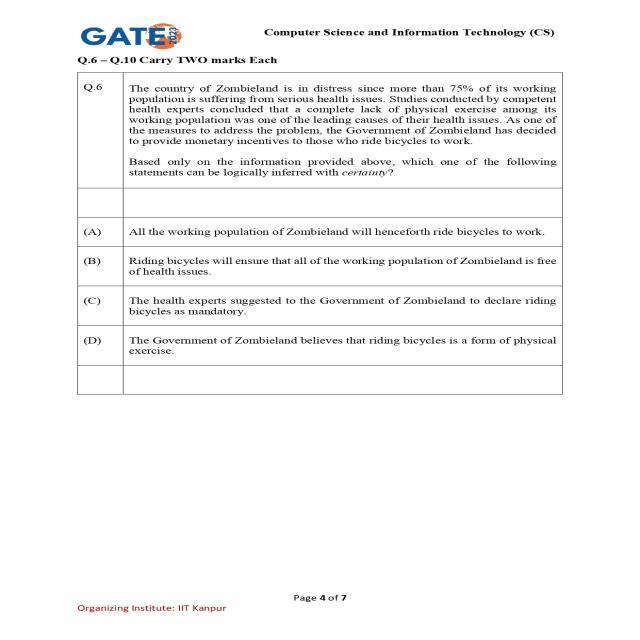 GATE 2023
Computer Science and Information Technology (CS)
Q.6 – Q.10 Carry TWO marks Each
Q.6
The country of Zombieland is in distress since more than 75% of its working
population is suffering from serious health issues. Studies conducted by competent
health experts concluded that a complete lack of physical exercise among its
working population was one of the leading causes of their health issues. As one of
the measures to address the problem, the Government of Zombieland has decided
to provide monetary incentives to those who ride bicycles to work.
Based only on the information provided above, which one of the following
statements can be logically inferred with certainty?
(A) All the working population of Zombieland will henceforth ride bicycles to work.
(B) Riding bicycles will ensure that all of the working population of Zombieland is free
of health issues.
(C) The health experts suggested to the Government of Zombieland to declare riding
bicycles as mandatory.
(D) The Government of Zombieland believes that riding bicycles is a form of physical
exercise.
Page 4 of 7
Organizing Institute: IIT Kanpur